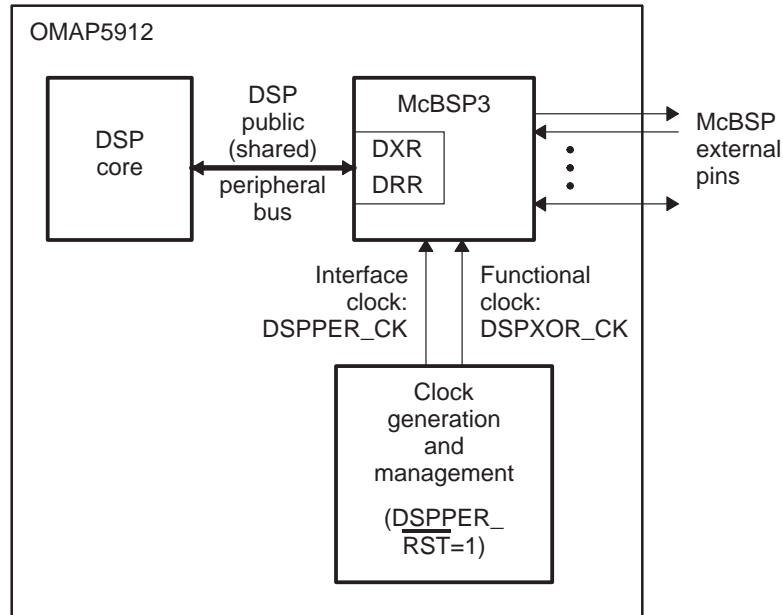 OMAP5912
DSP
core
DSP
public
(shared)
peripheral
bus
McBSP3
DXR
DRR
McBSP
external
pins
Interface
clock:
DSPPER_CK
Functional
clock:
DSPXOR_CK
Clock
generation
and
management
(DSPPER_
RST=1)